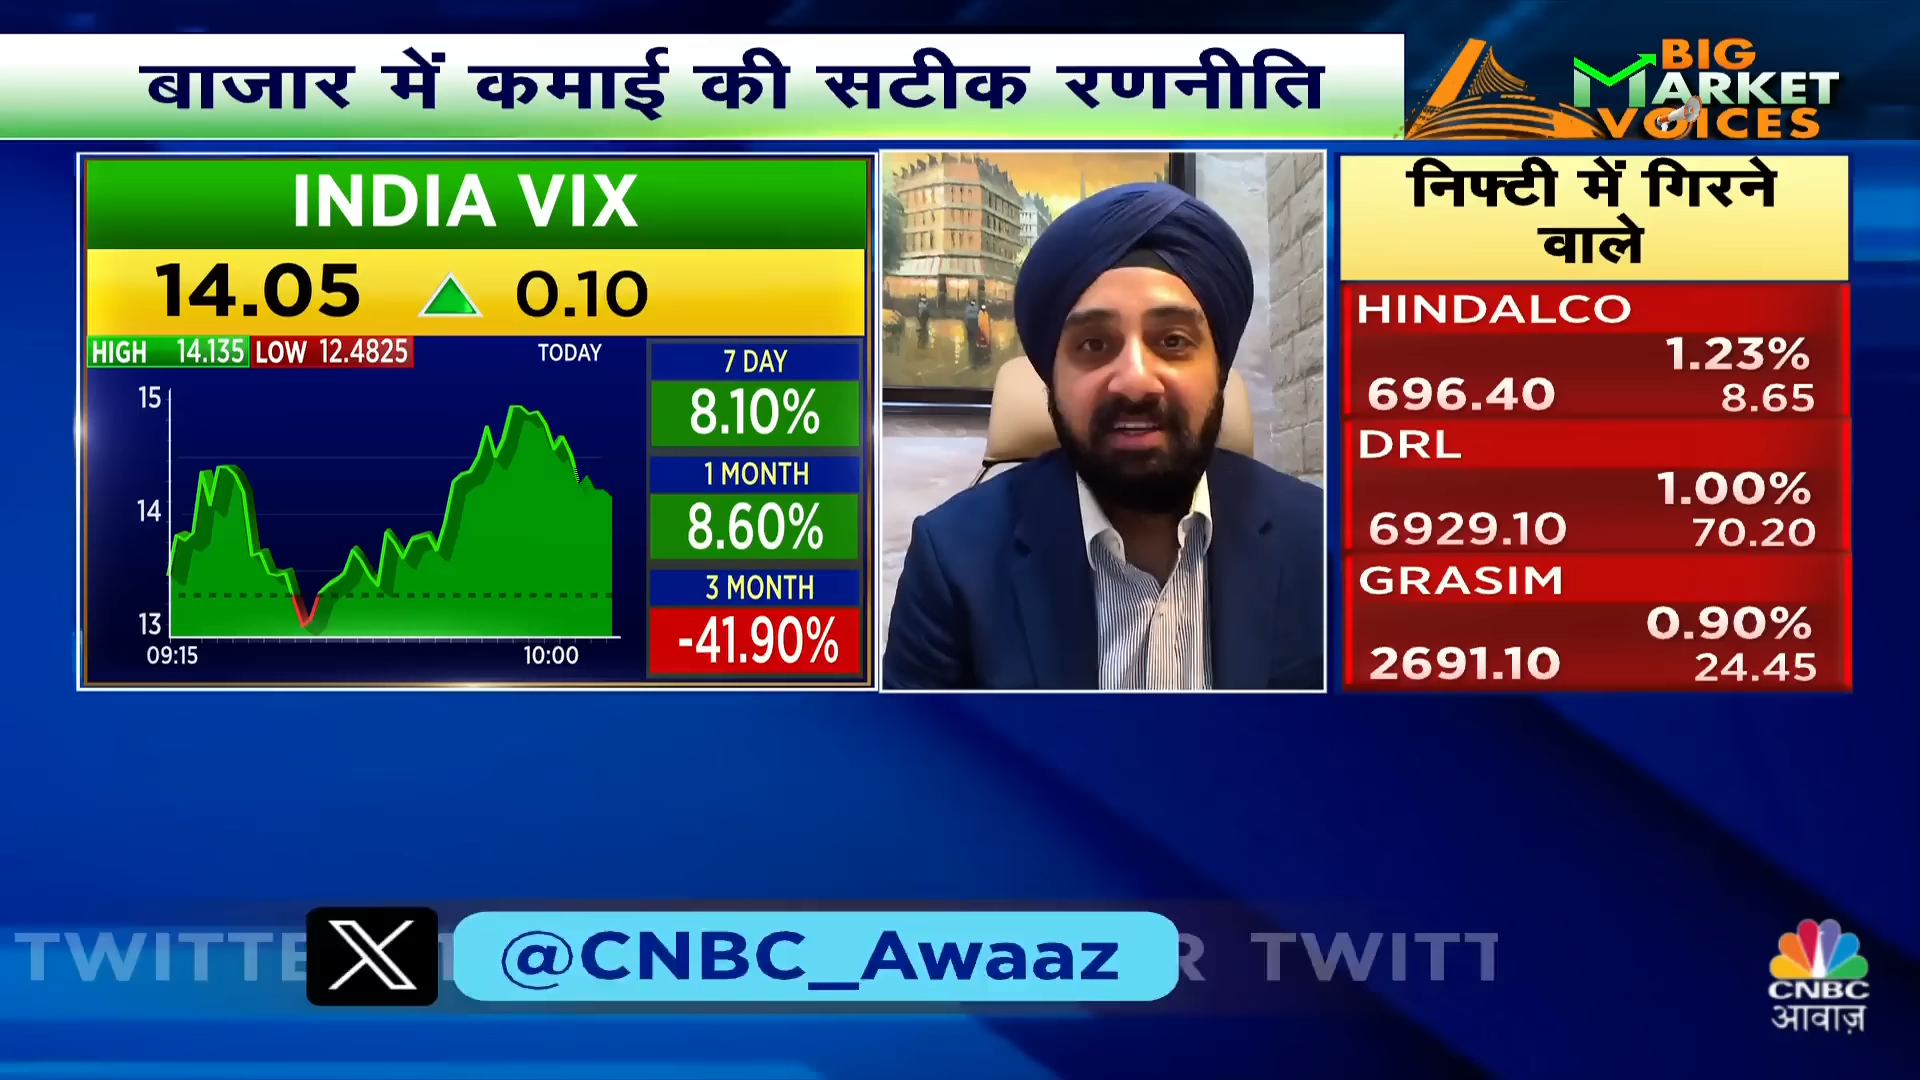 बाजार में कमाई की सटीक रणनीति
BIG
MARKET
VOICES
INDIA VIX
14.05 0.10
HIGH 14.135 LOW 12.4825
TODAY
15
14
13
09:15 10:00
7 DAY
8.10%
1 MONTH
8.60%
3 MONTH
-41.90%
निफ्टी में गिरने
वाले
HINDALCO
1.23%
696.40 8.65
DRL
1.00%
6929.10 70.20
GRASIM
0.90%
2691.10 24.45
TWITTE X @CNBC_Awaaz R TWITT
CNBC
आवाज़